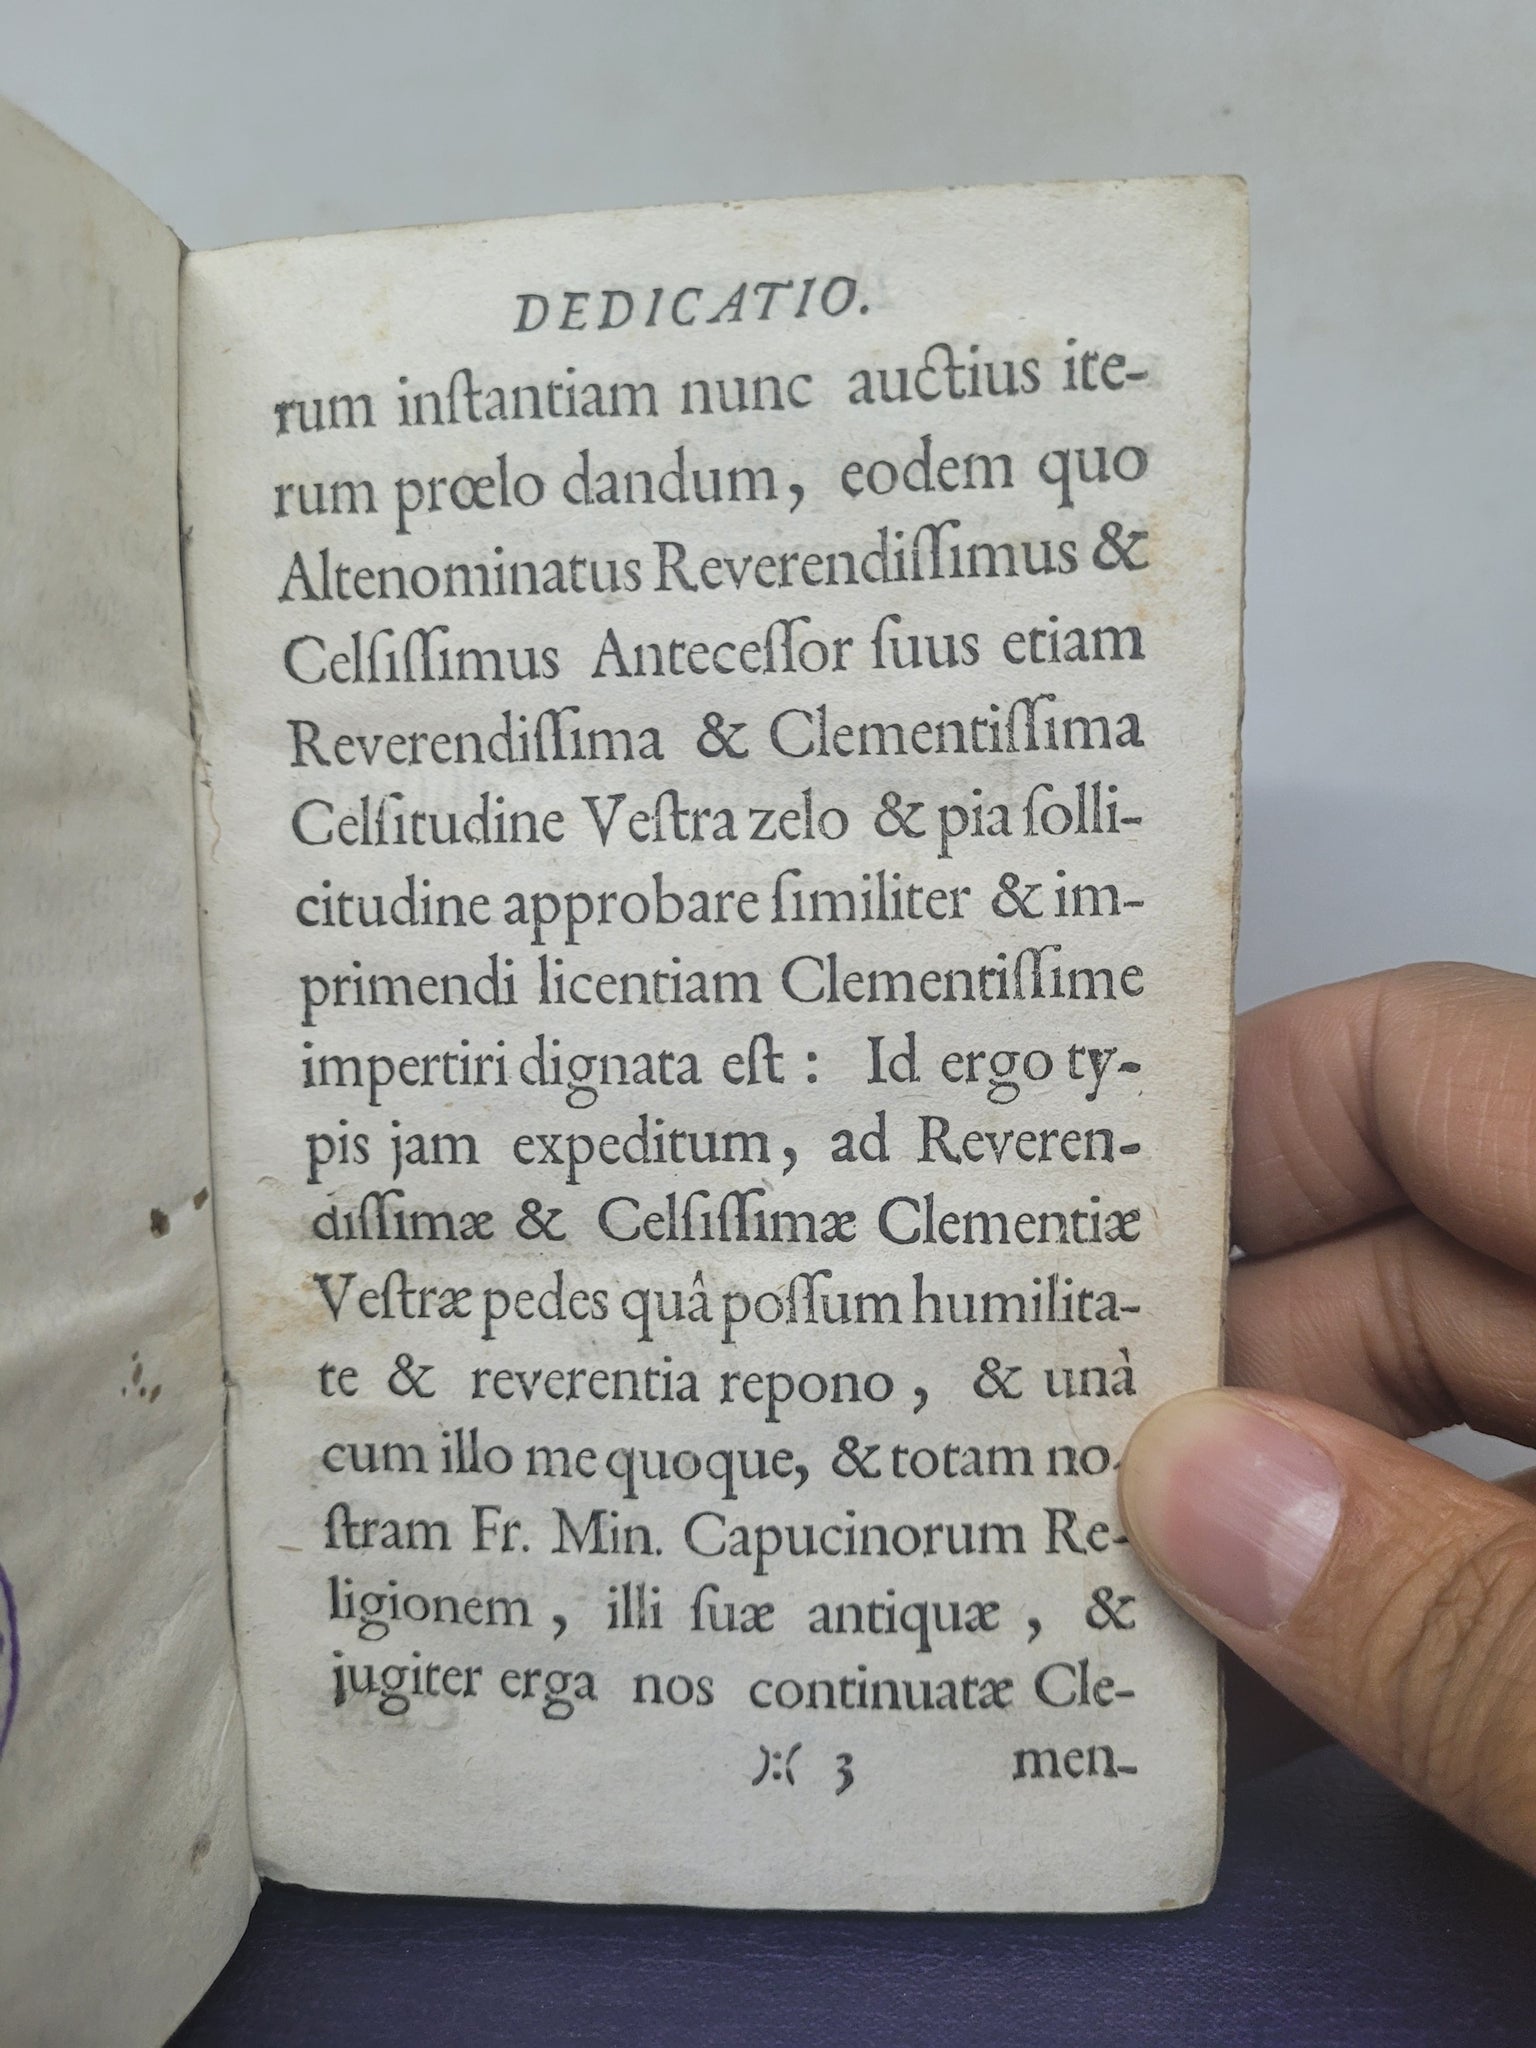 DEDICATIO.
rum inſtantiam nunc auctius ite-
rum prœlo dandum, eodem quo
Altenominatus Reverendiſſimus &
Celſiſſimus Anteceſſor ſuus etiam
Reverendiſſima & Clementiſſima
Celſitudine Veſtra zelo & pia ſolli-
citudine approbare ſimiliter & im-
primendi licentiam Clementiſſime
impertiri dignata eſt : Id ergo ty-
pis jam expeditum, ad Reveren-
diſſimæ & Celſiſſimæ Clementiæ
Veſtræ pedes quâ poſſum humilita-
te & reverentia repono, & unà
cum illo me quoque, & totam no-
ſtram Fr. Min. Capucinorum Re-
ligionem, illi ſuæ antiquæ, &
jugiter erga nos continuatæ Cle-
):( 3 men-